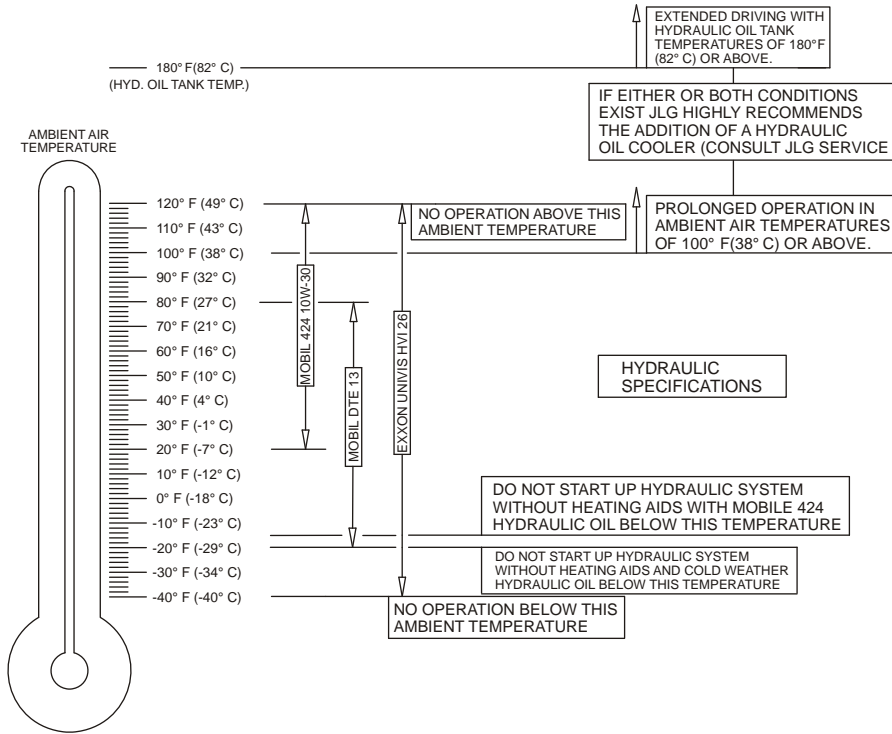 EXTENDED DRIVING WITH
HYDRAULIC OIL TANK
TEMPERATURES OF 180°F
(82° C) OR ABOVE.
180° F(82° C)
(HYD. OIL TANK TEMP.)
IF EITHER OR BOTH CONDITIONS
EXIST JLG HIGHLY RECOMMENDS
THE ADDITION OF A HYDRAULIC
OIL COOLER (CONSULT JLG SERVICE
AMBIENT AIR
TEMPERATURE
120° F (49° C)
110° F (43° C)
100° F (38° C)
90° F (32° C)
80° F (27° C)
70° F (21° C)
60° F (16° C)
50° F (10° C)
40° F (4° C)
30° F (-1° C)
20° F (-7° C)
10° F (-12° C)
0° F (-18° C)
-10° F (-23° C)
-20° F (-29° C)
-30° F (-34° C)
-40° F (-40° C)
MOBIL 424 10W-30
MOBIL DTE 13
EXXON UNIVIS HVI 26
NO OPERATION ABOVE THIS
AMBIENT TEMPERATURE
PROLONGED OPERATION IN
AMBIENT AIR TEMPERATURES
OF 100° F(38° C) OR ABOVE.
HYDRAULIC
SPECIFICATIONS
DO NOT START UP HYDRAULIC SYSTEM
WITHOUT HEATING AIDS WITH MOBILE 424
HYDRAULIC OIL BELOW THIS TEMPERATURE
DO NOT START UP HYDRAULIC SYSTEM
WITHOUT HEATING AIDS AND COLD WEATHER
HYDRAULIC OIL BELOW THIS TEMPERATURE
NO OPERATION BELOW THIS
AMBIENT TEMPERATURE